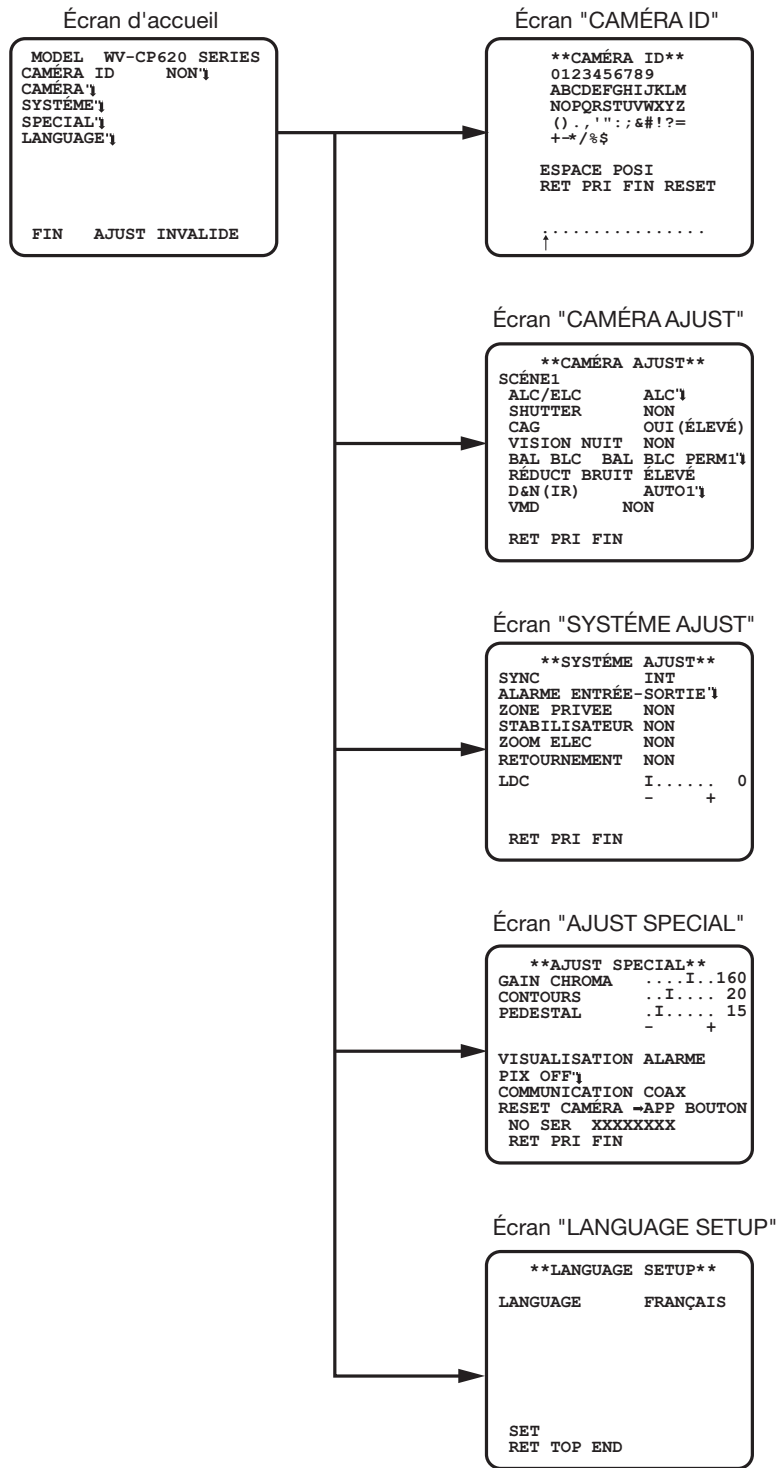 Écran d'accueil
MODEL WV-CP620 SERIES
CAMÉRA ID NON
CAMÉRA
SYSTÉME
SPECIAL
LANGUAGE
FIN AJUST INVALIDE
Écran "CAMÉRA ID"
**CAMÉRA ID**
0123456789
ABCDEFGHIJKLM
NOPQRSTUVWXYZ
().,'":;&#!?=
+-*/%$
ESPACE POSI
RET PRI FIN RESET
................
↑
Écran "CAMÉRA AJUST"
**CAMÉRA AJUST**
SCÉNE1
ALC/ELC ALC
SHUTTER NON
CAG OUI(ÉLEVÉ)
VISION NUIT NON
BAL BLC BAL BLC PERM1
RÉDUCT BRUIT ÉLEVÉ
D&N(IR) AUTO1
VMD NON
RET PRI FIN
Écran "SYSTÉME AJUST"
**SYSTÉME AJUST**
SYNC INT
ALARME ENTRÉE-SORTIE
ZONE PRIVEE NON
STABILISATEUR NON
ZOOM ELEC NON
RETOURNEMENT NON
LDC I...... 0
- +
RET PRI FIN
Écran "AJUST SPECIAL"
**AJUST SPECIAL**
GAIN CHROMA ....I..160
CONTOURS ..I.... 20
PEDESTAL .I..... 15
- +
VISUALISATION ALARME
PIX OFF
COMMUNICATION COAX
RESET CAMÉRA →APP BOUTON
NO SER XXXXXXXX
RET PRI FIN
Écran "LANGUAGE SETUP"
**LANGUAGE SETUP**
LANGUAGE FRANÇAIS
SET
RET TOP END